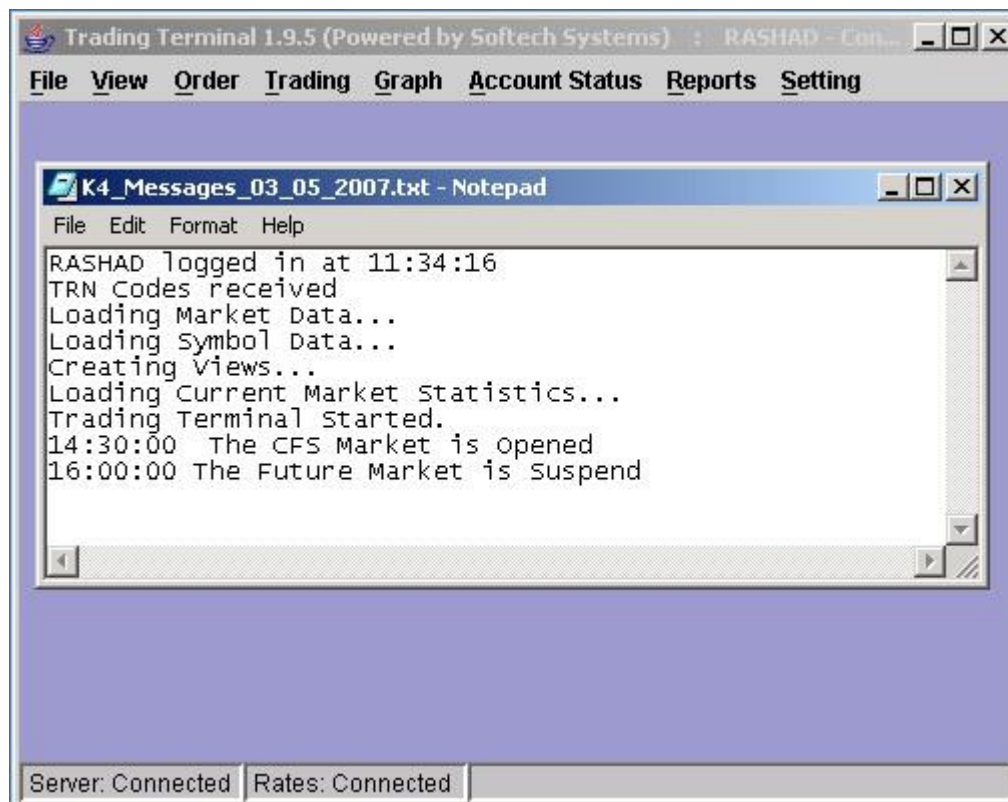 Trading Terminal 1.9.5 (Powered by Softech Systems) : RASHAD - Con...
File View Order Trading Graph Account Status Reports Setting
K4_Messages_03_05_2007.txt - Notepad
File Edit Format Help
RASHAD logged in at 11:34:16
TRN Codes received
Loading Market Data...
Loading Symbol Data...
Creating Views...
Loading Current Market Statistics...
Trading Terminal Started.
14:30:00 The CFS Market is Opened
16:00:00 The Future Market is Suspend
Server: Connected Rates: Connected